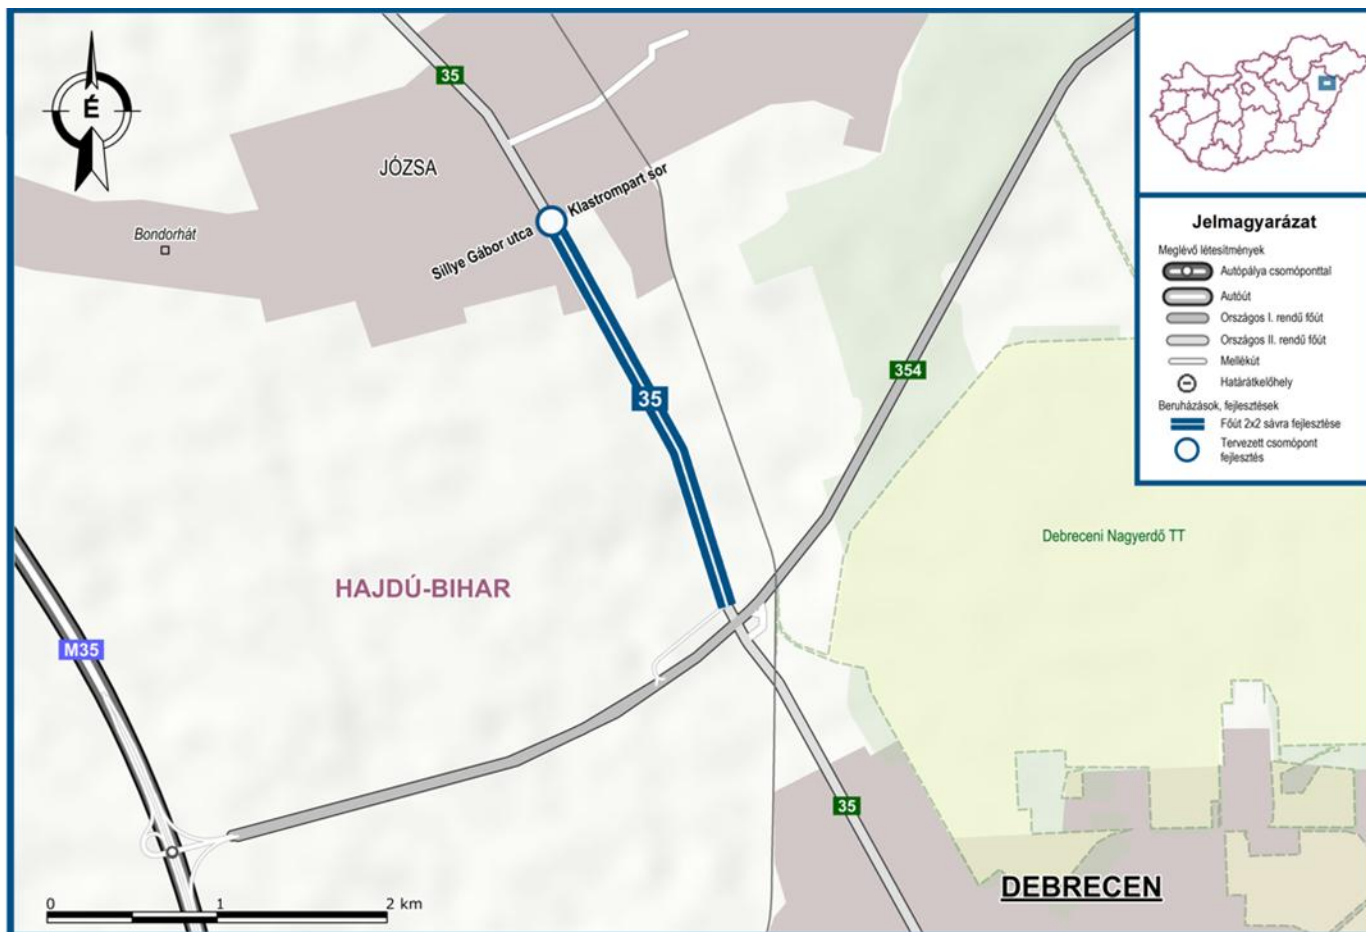 É
35
JÓZSA
Klastrompart sor
Sillye Gábor utca
Bondorhát
35
354
HAJDÚ-BIHAR
M35
Debreceni Nagyerdő TT
35
DEBRECEN
0 1 2 km
Jelmagyarázat
Meglévő létesítmények
Autópálya csomóponttal
Autóút
Országos I. rendű főút
Országos II. rendű főút
Mellékút
Határátkelőhely
Beruházások, fejlesztések
Főút 2x2 sávra fejlesztése
Tervezett csomópont
fejlesztés